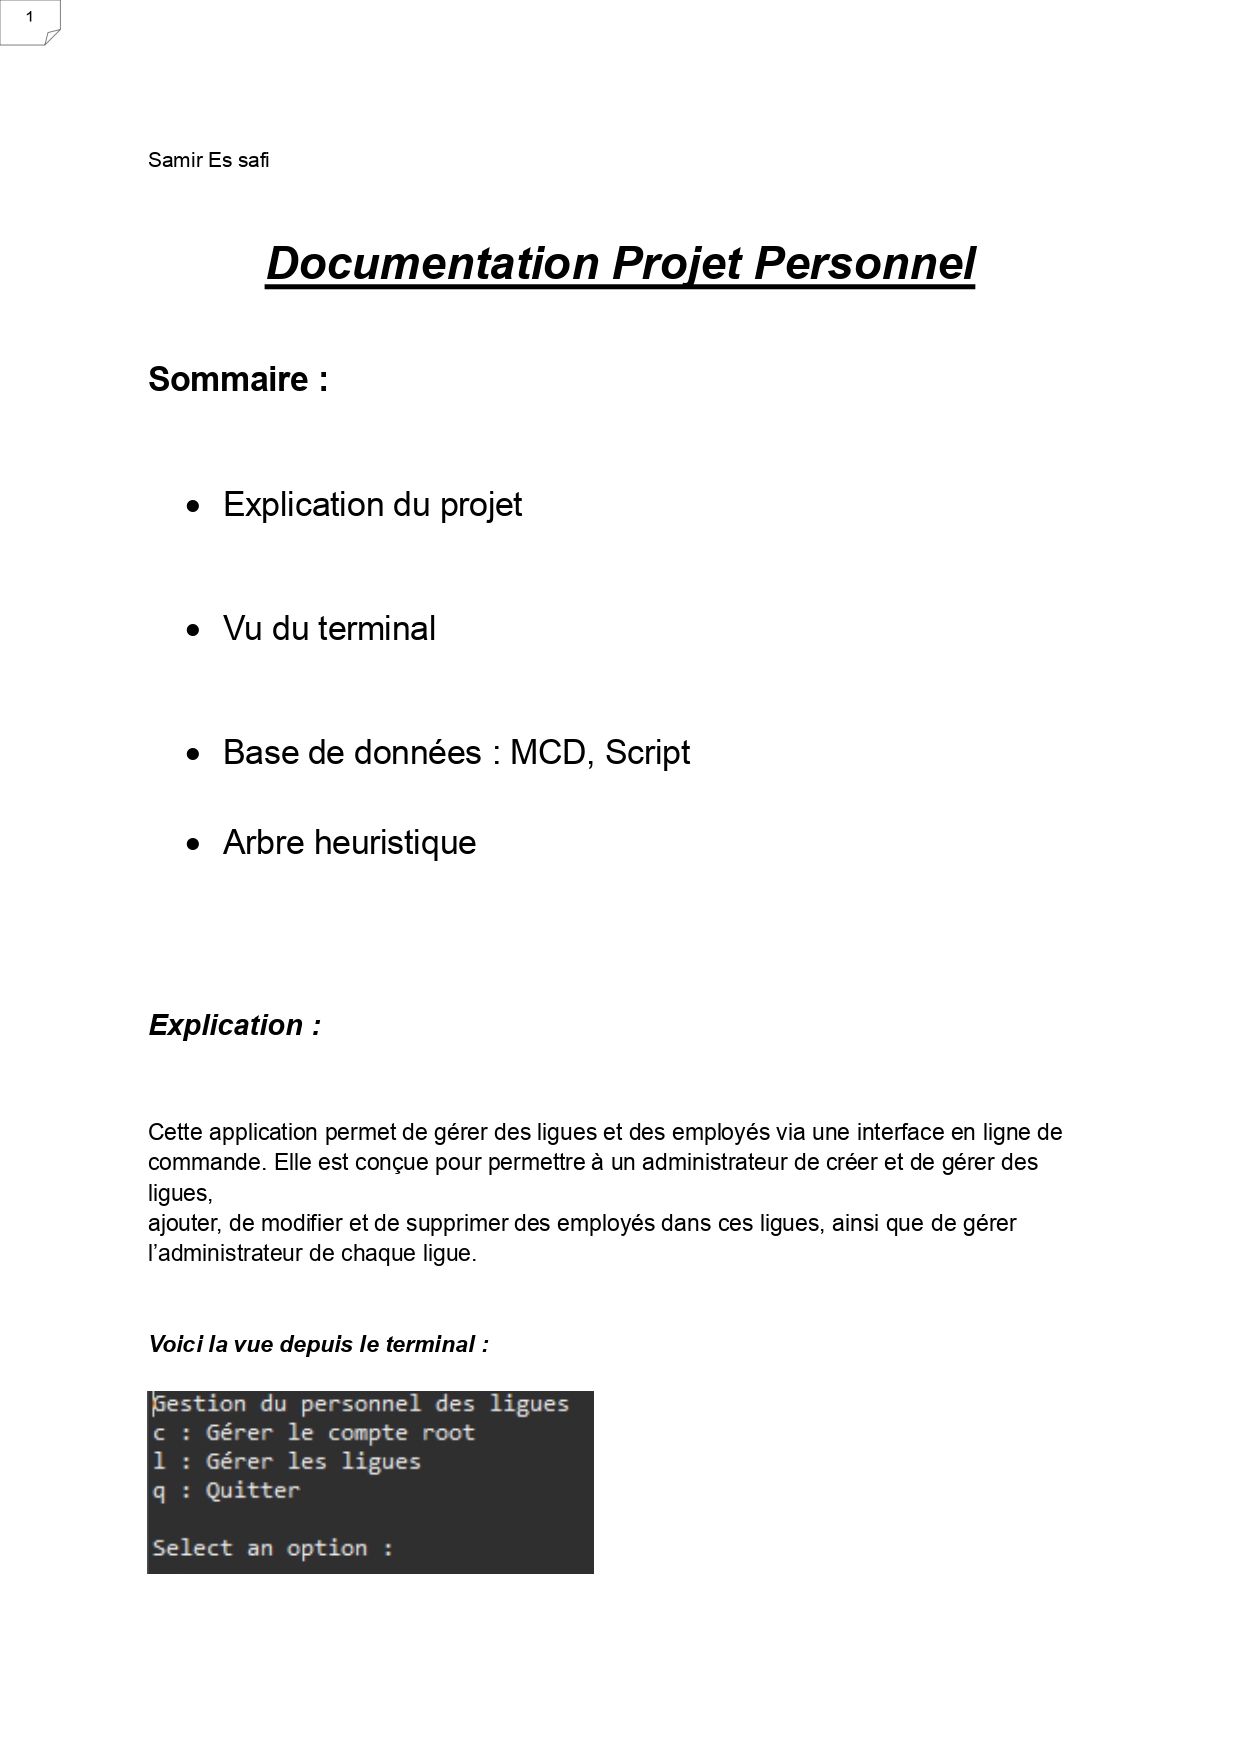 1
Samir Es safi
Documentation Projet Personnel
Sommaire :
• Explication du projet
• Vu du terminal
• Base de données : MCD, Script
• Arbre heuristique
Explication :
Cette application permet de gérer des ligues et des employés via une interface en ligne de
commande. Elle est conçue pour permettre à un administrateur de créer et de gérer des
ligues,
ajouter, de modifier et de supprimer des employés dans ces ligues, ainsi que de gérer
l’administrateur de chaque ligue.
Voici la vue depuis le terminal :
Gestion du personnel des ligues
c : Gérer le compte root
l : Gérer les ligues
q : Quitter
Select an option :